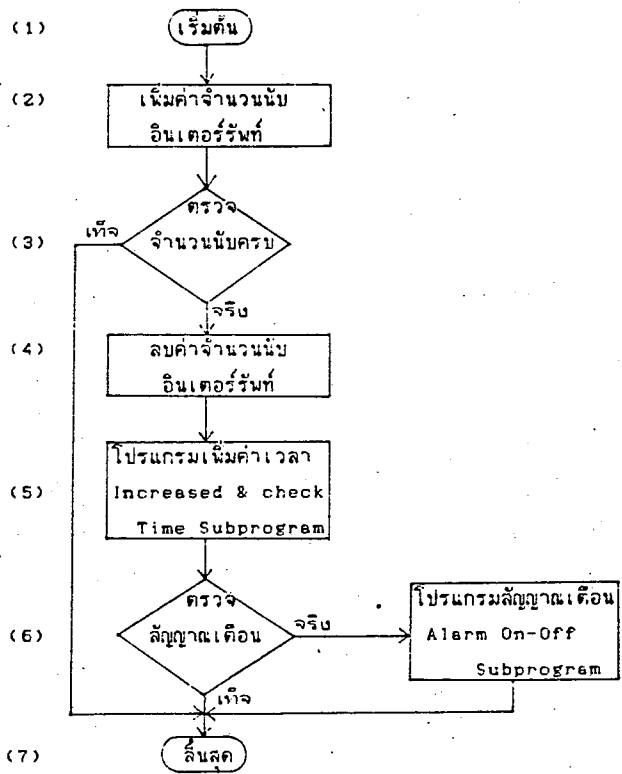 (1) เริ่มต้น
(2) เพิ่มค่าจำนวนนับ
อินเตอร์รัพท์
ตรวจ
เท็จ
(3) จำนวนนับครบ
จริง
(4) ลบค่าจำนวนนับ
อินเตอร์รัพท์
โปรแกรมเพิ่มค่าเวลา
(5) Increased & check
Time Subprogram
ตรวจ
จริง
โปรแกรมสัญญาณเตือน
(6) สัญญาณเตือน
Alarm On-Off
Subprogram
เท็จ
(7) สิ้นสุด